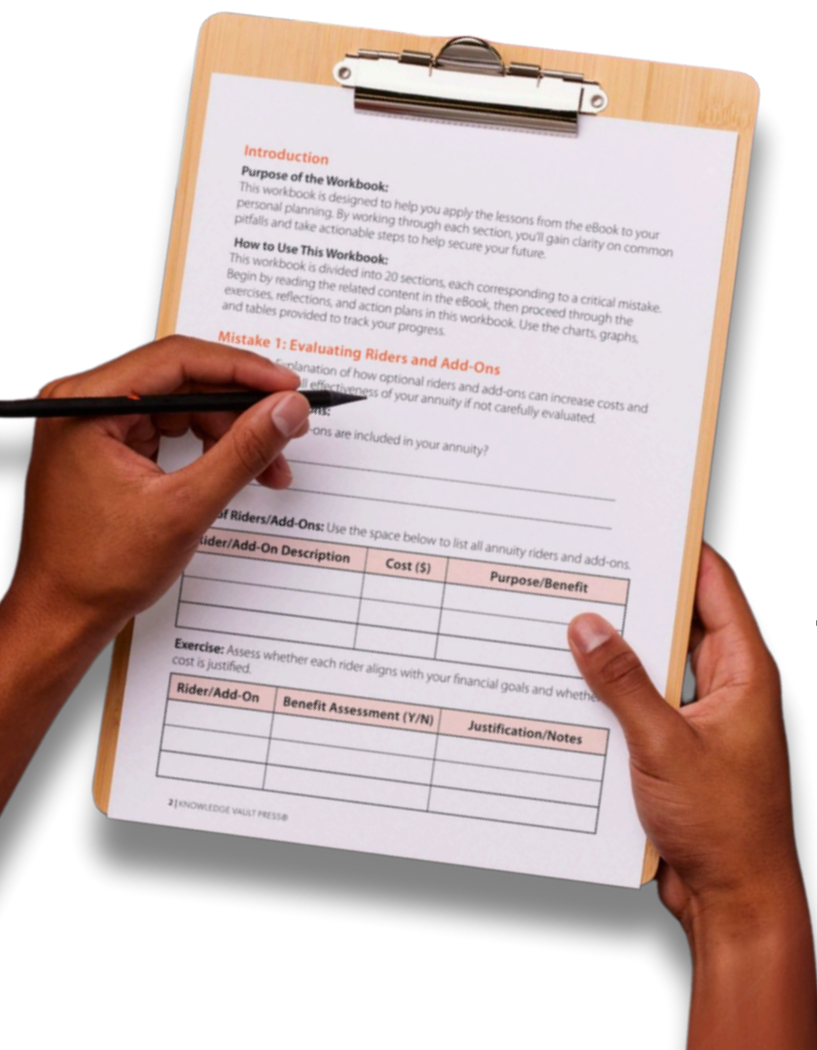 Introduction
Purpose of the Workbook:
This workbook is designed to help you apply the lessons from the eBook to your
personal planning. By working through each section, you'll gain clarity on common
pitfalls and take actionable steps to help secure your future.
How to Use This Workbook:
This workbook is divided into 20 sections, each corresponding to a critical mistake.
Begin by reading the related content in the eBook, then proceed through the
exercises, reflections, and action plans in this workbook. Use the charts, graphs,
and tables provided to track your progress.
Mistake 1: Evaluating Riders and Add-Ons
Explanation of how optional riders and add-ons can increase costs and
effectiveness of your annuity if not carefully evaluated.
-ons are included in your annuity?
of Riders/Add-Ons: Use the space below to list all annuity riders and add-ons.
Rider/Add-On Description Cost ($) Purpose/Benefit
Exercise: Assess whether each rider aligns with your financial goals and whether
cost is justified.
Rider/Add-On Benefit Assessment (Y/N) Justification/Notes
2 | KNOWLEDGE VAULT PRESS®